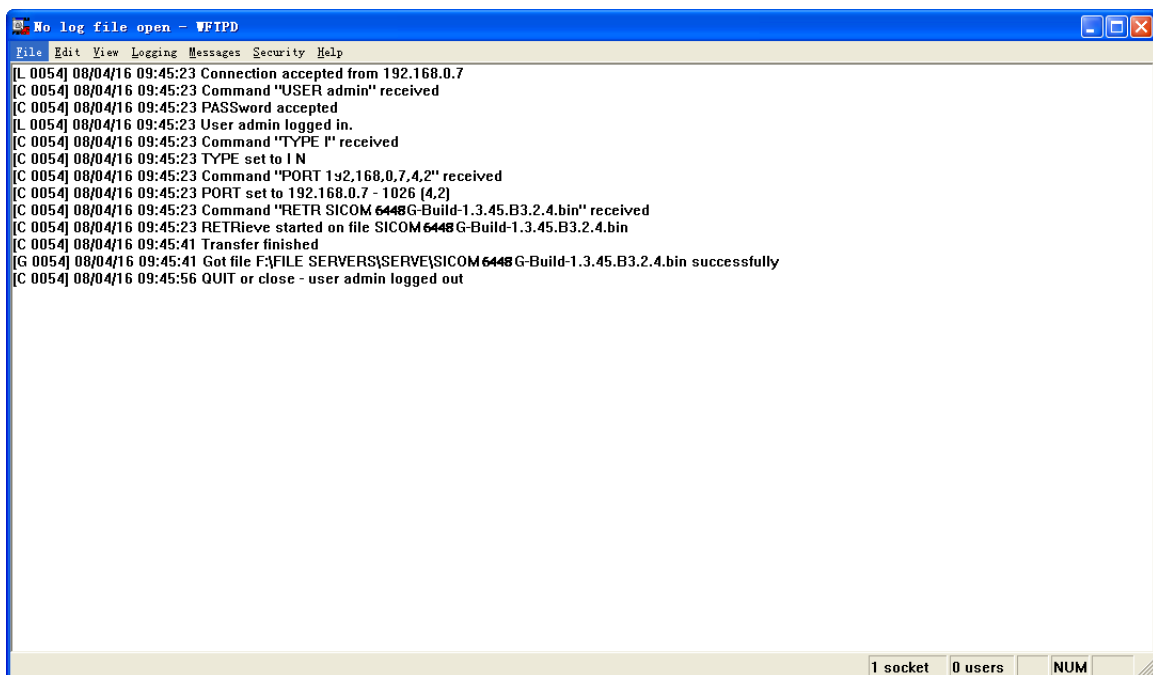 No log file open - WFTPD
File Edit View Logging Messages Security Help
[L 0054] 08/04/16 09:45:23 Connection accepted from 192.168.0.7
[C 0054] 08/04/16 09:45:23 Command "USER admin" received
[C 0054] 08/04/16 09:45:23 PASSword accepted
[L 0054] 08/04/16 09:45:23 User admin logged in.
[C 0054] 08/04/16 09:45:23 Command "TYPE I" received
[C 0054] 08/04/16 09:45:23 TYPE set to I N
[C 0054] 08/04/16 09:45:23 Command "PORT 192,168,0,7,4,2" received
[C 0054] 08/04/16 09:45:23 PORT set to 192.168.0.7 - 1026 (4,2)
[C 0054] 08/04/16 09:45:23 Command "RETR SICOM6448G-Build-1.3.45.B3.2.4.bin" received
[C 0054] 08/04/16 09:45:23 RETRieve started on file SICOM6448G-Build-1.3.45.B3.2.4.bin
[C 0054] 08/04/16 09:45:41 Transfer finished
[G 0054] 08/04/16 09:45:41 Got file F:\FILE SERVERS\SERVE\SICOM6448G-Build-1.3.45.B3.2.4.bin successfully
[C 0054] 08/04/16 09:45:56 QUIT or close - user admin logged out
1 socket 0 users NUM